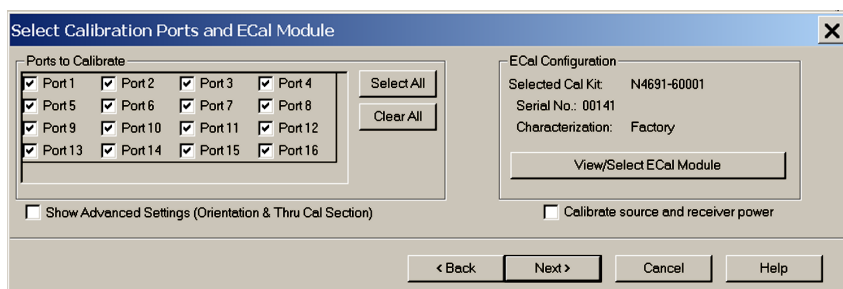 Select Calibration Ports and ECal Module
Ports to Calibrate
Port 1 Port 2 Port 3 Port 4
Port 5 Port 6 Port 7 Port 8
Port 9 Port 10 Port 11 Port 12
Port 13 Port 14 Port 15 Port 16
Select All
Clear All
Show Advanced Settings (Orientation & Thru Cal Section)
ECal Configuration
Selected Cal Kit: N4691-60001
Serial No.: 00141
Characterization: Factory
View/Select ECal Module
Calibrate source and receiver power
< Back Next > Cancel Help